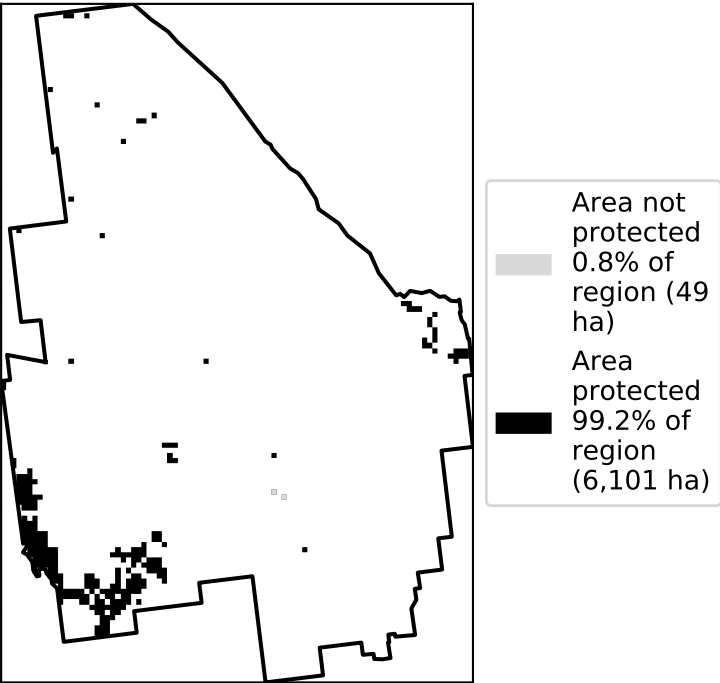 Area not
protected
0.8% of
region (49
ha)
Area
protected
99.2% of
region
(6,101 ha)